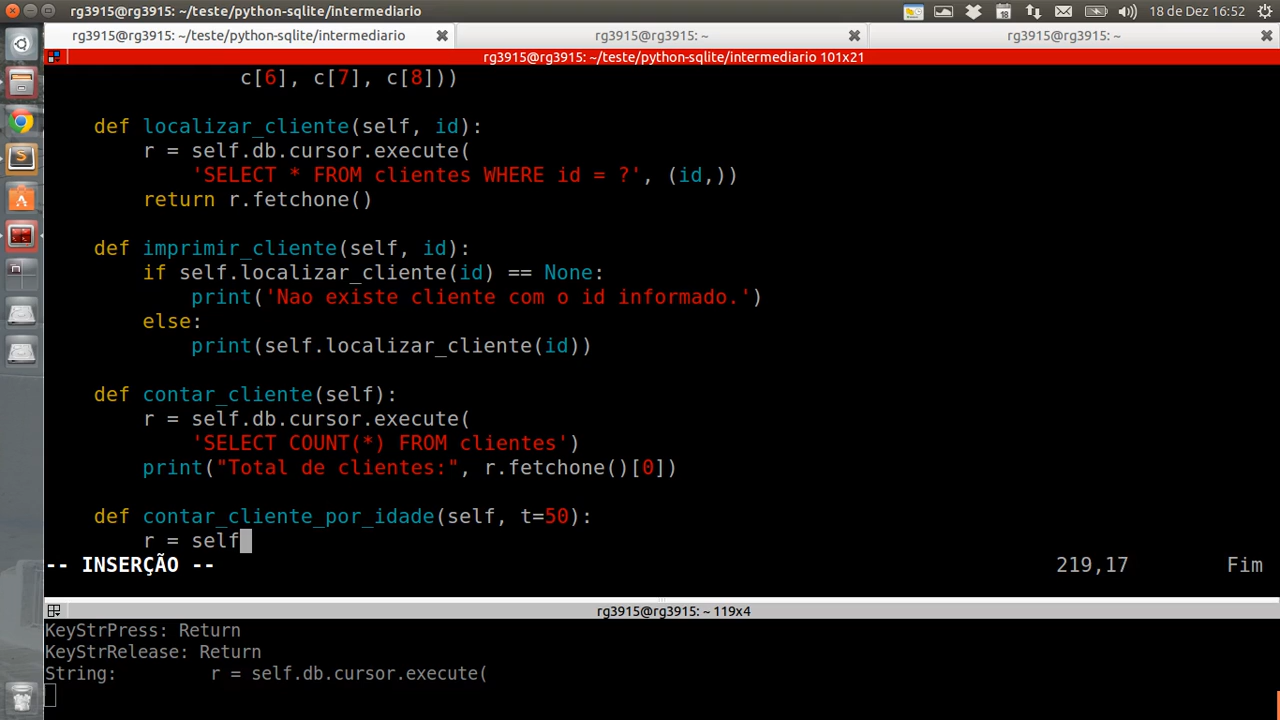 rg3915@rg3915: ~/teste/python-sqlite/intermediario
18 de Dez 16:52
rg3915@rg3915: ~/teste/python-sqlite/intermediario
rg3915@rg3915: ~
rg3915@rg3915: ~
rg3915@rg3915: ~/teste/python-sqlite/intermediario 101x21
c[6], c[7], c[8]))
def localizar_cliente(self, id):
r = self.db.cursor.execute(
'SELECT * FROM clientes WHERE id = ?', (id,))
return r.fetchone()
def imprimir_cliente(self, id):
if self.localizar_cliente(id) == None:
print('Nao existe cliente com o id informado.')
else:
print(self.localizar_cliente(id))
def contar_cliente(self):
r = self.db.cursor.execute(
'SELECT COUNT(*) FROM clientes')
print("Total de clientes:", r.fetchone()[0])
def contar_cliente_por_idade(self, t=50):
r = self
-- INSERÇÃO -- 219,17 Fim
rg3915@rg3915: ~ 119x4
KeyStrPress: Return
KeyStrRelease: Return
String: r = self.db.cursor.execute(